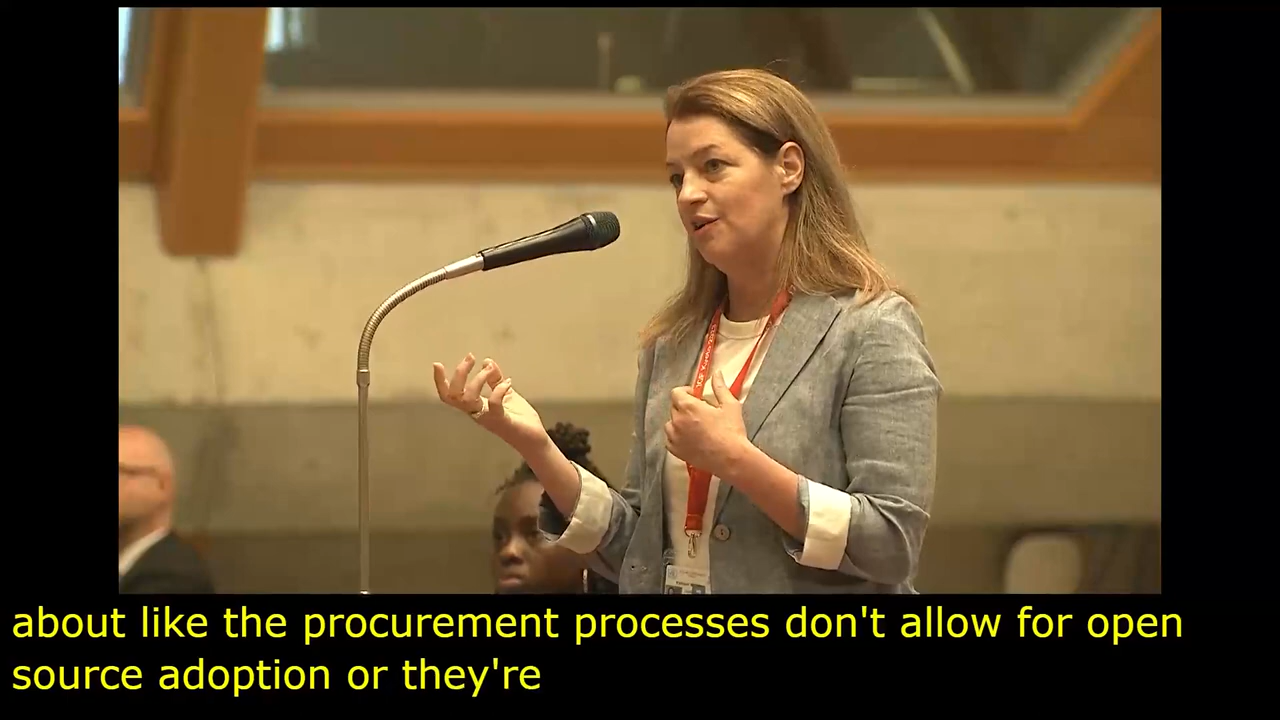 about like the procurement processes don't allow for open
source adoption or they're